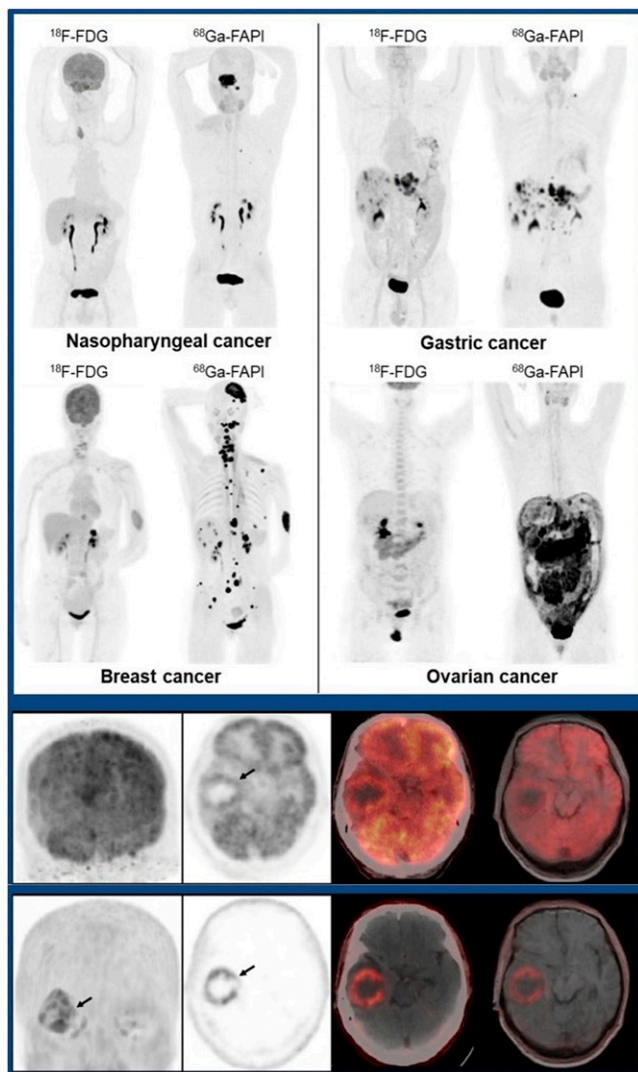 18F-FDG 68Ga-FAPI 18F-FDG 68Ga-FAPI
Nasopharyngeal cancer Gastric cancer
18F-FDG 68Ga-FAPI 18F-FDG 68Ga-FAPI
Breast cancer Ovarian cancer